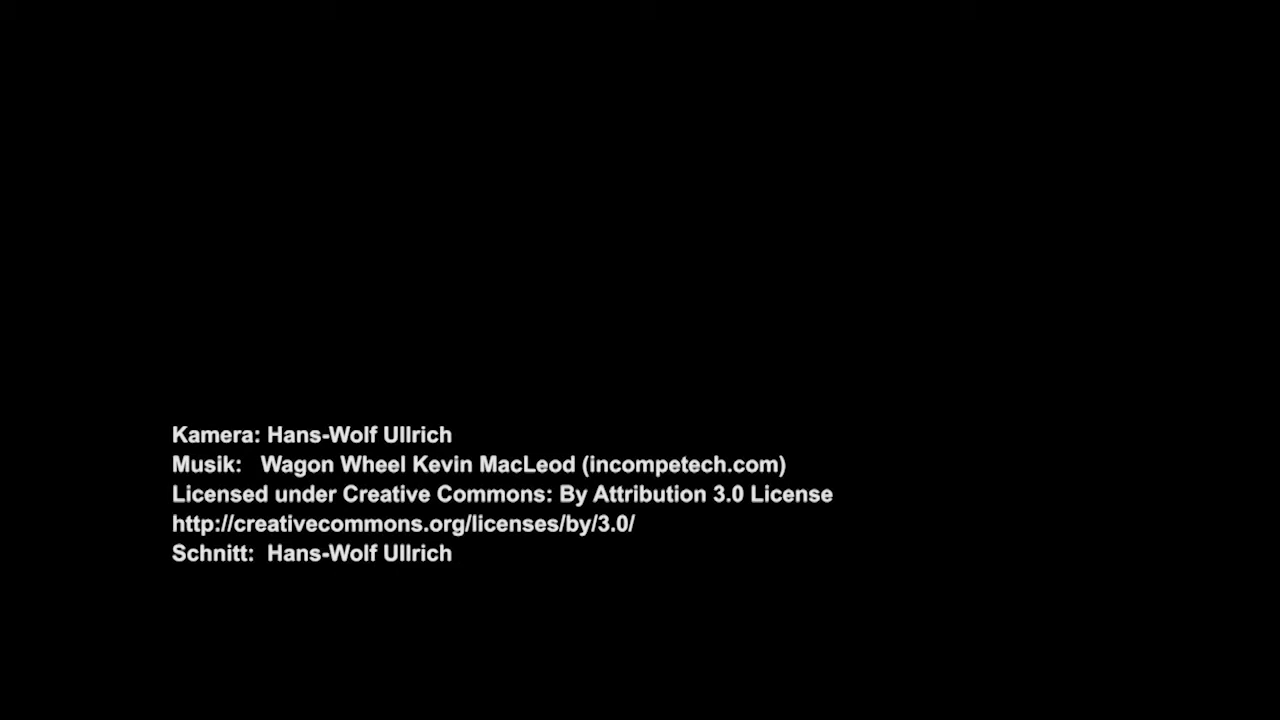 Kamera: Hans-Wolf Ullrich
Musik: Wagon Wheel Kevin MacLeod (incompetech.com)
Licensed under Creative Commons: By Attribution 3.0 License
http://creativecommons.org/licenses/by/3.0/
Schnitt: Hans-Wolf Ullrich